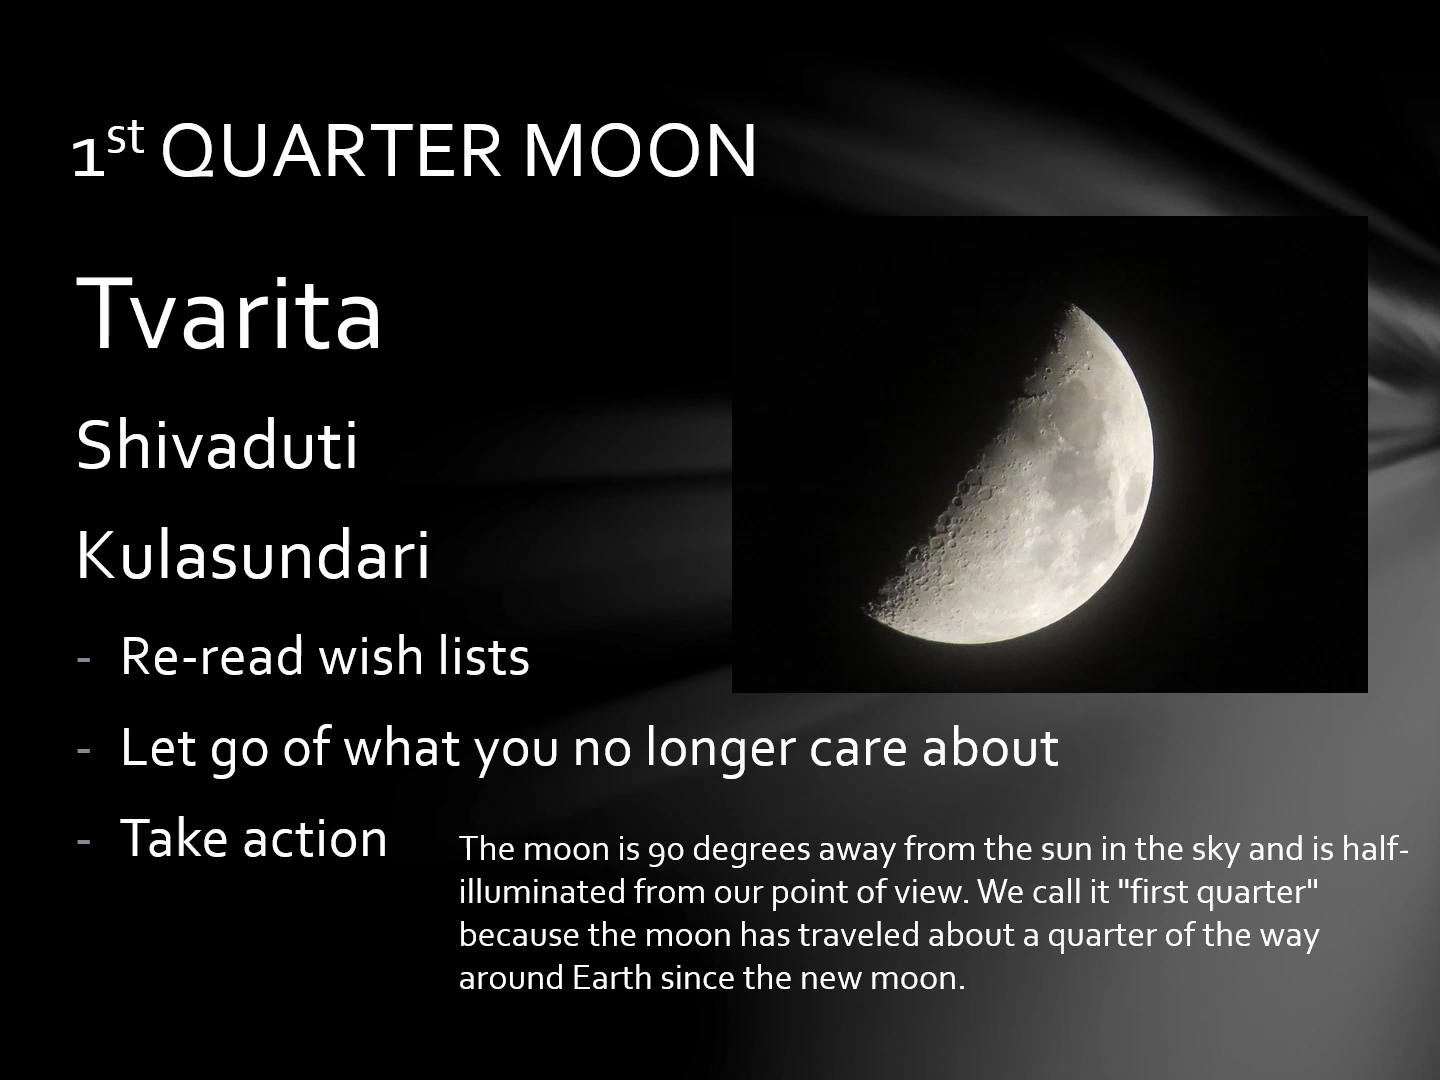 1st QUARTER MOON
Tvarita
Shivaduti
Kulasundari
- Re-read wish lists
- Let go of what you no longer care about
- Take action
The moon is 90 degrees away from the sun in the sky and is half-
illuminated from our point of view. We call it "first quarter"
because the moon has traveled about a quarter of the way
around Earth since the new moon.